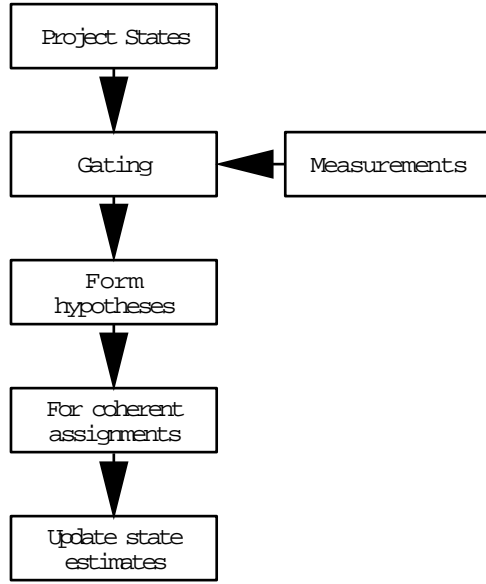 Project States
Gating
Measurements
Form
hypotheses
For coherent
assignments
Update state
estimates